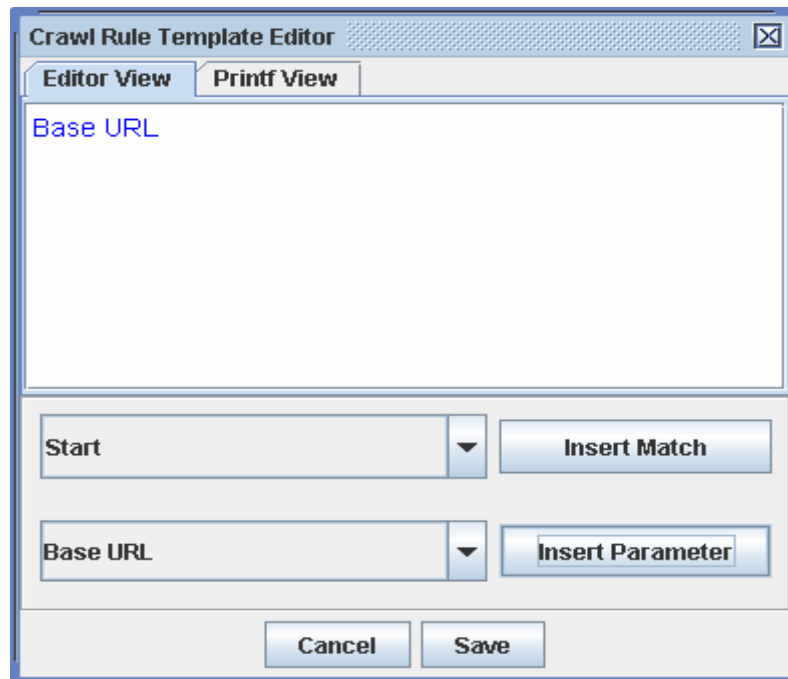 Crawl Rule Template Editor
Editor View Printf View
Base URL
Start Insert Match
Base URL Insert Parameter
Cancel Save